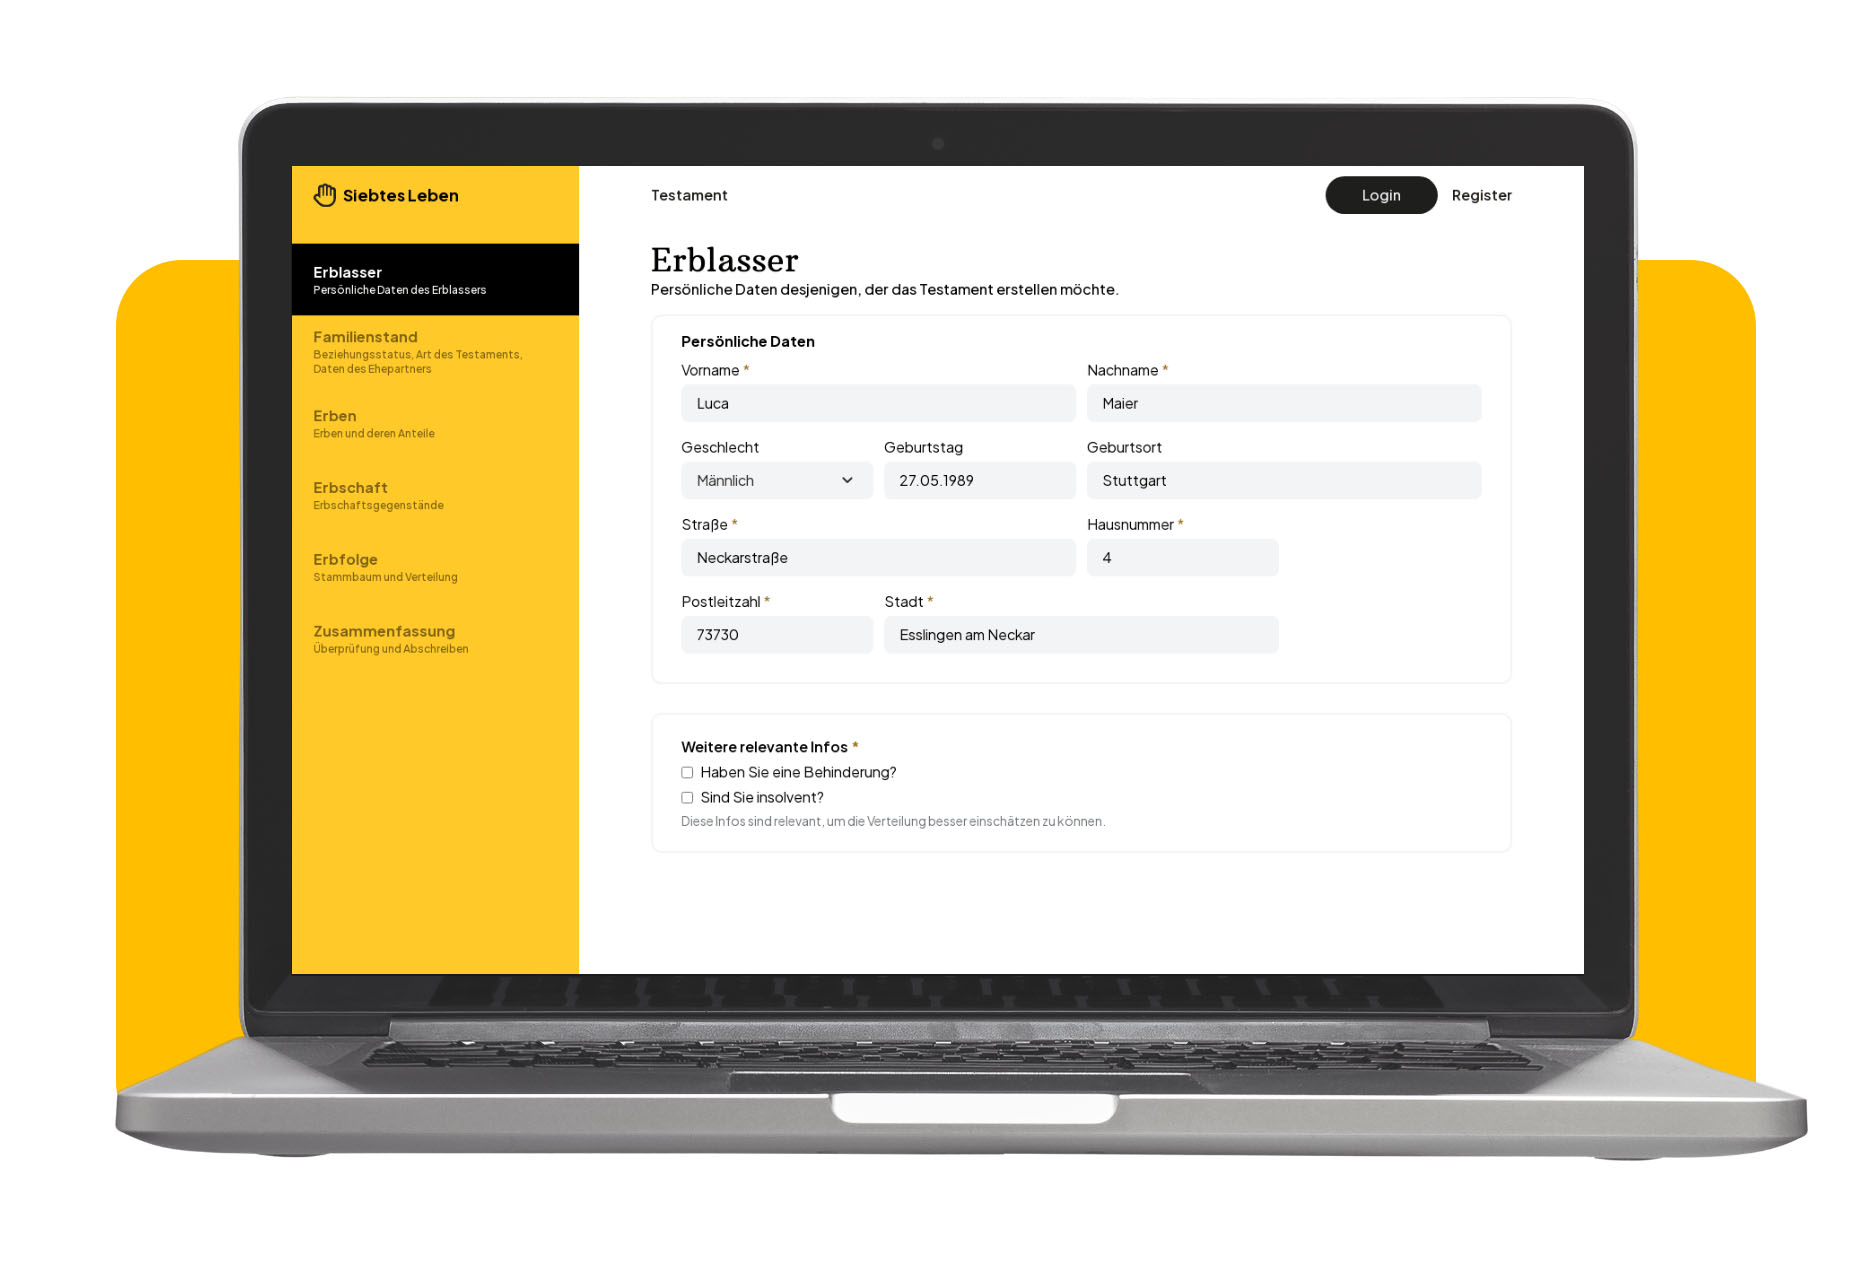 Siebtes Leben
Erblasser
Persönliche Daten des Erblassers
Familienstand
Beziehungsstatus, Art des Testaments,
Daten des Ehepartners
Erben
Erben und deren Anteile
Erbschaft
Erbschaftsgegenstände
Erbfolge
Stammbaum und Verteilung
Zusammenfassung
Überprüfung und Abschreiben
Testament
Login
Register
Erblasser
Persönliche Daten desjenigen, der das Testament erstellen möchte.
Persönliche Daten
Vorname *
Nachname *
Luca
Maier
Geschlecht
Geburtstag
Geburtsort
Männlich
27.05.1989
Stuttgart
Straße *
Hausnummer *
Neckarstraße
4
Postleitzahl *
Stadt *
73730
Esslingen am Neckar
Weitere relevante Infos *
Haben Sie eine Behinderung?
Sind Sie insolvent?
Diese Infos sind relevant, um die Verteilung besser einschätzen zu können.